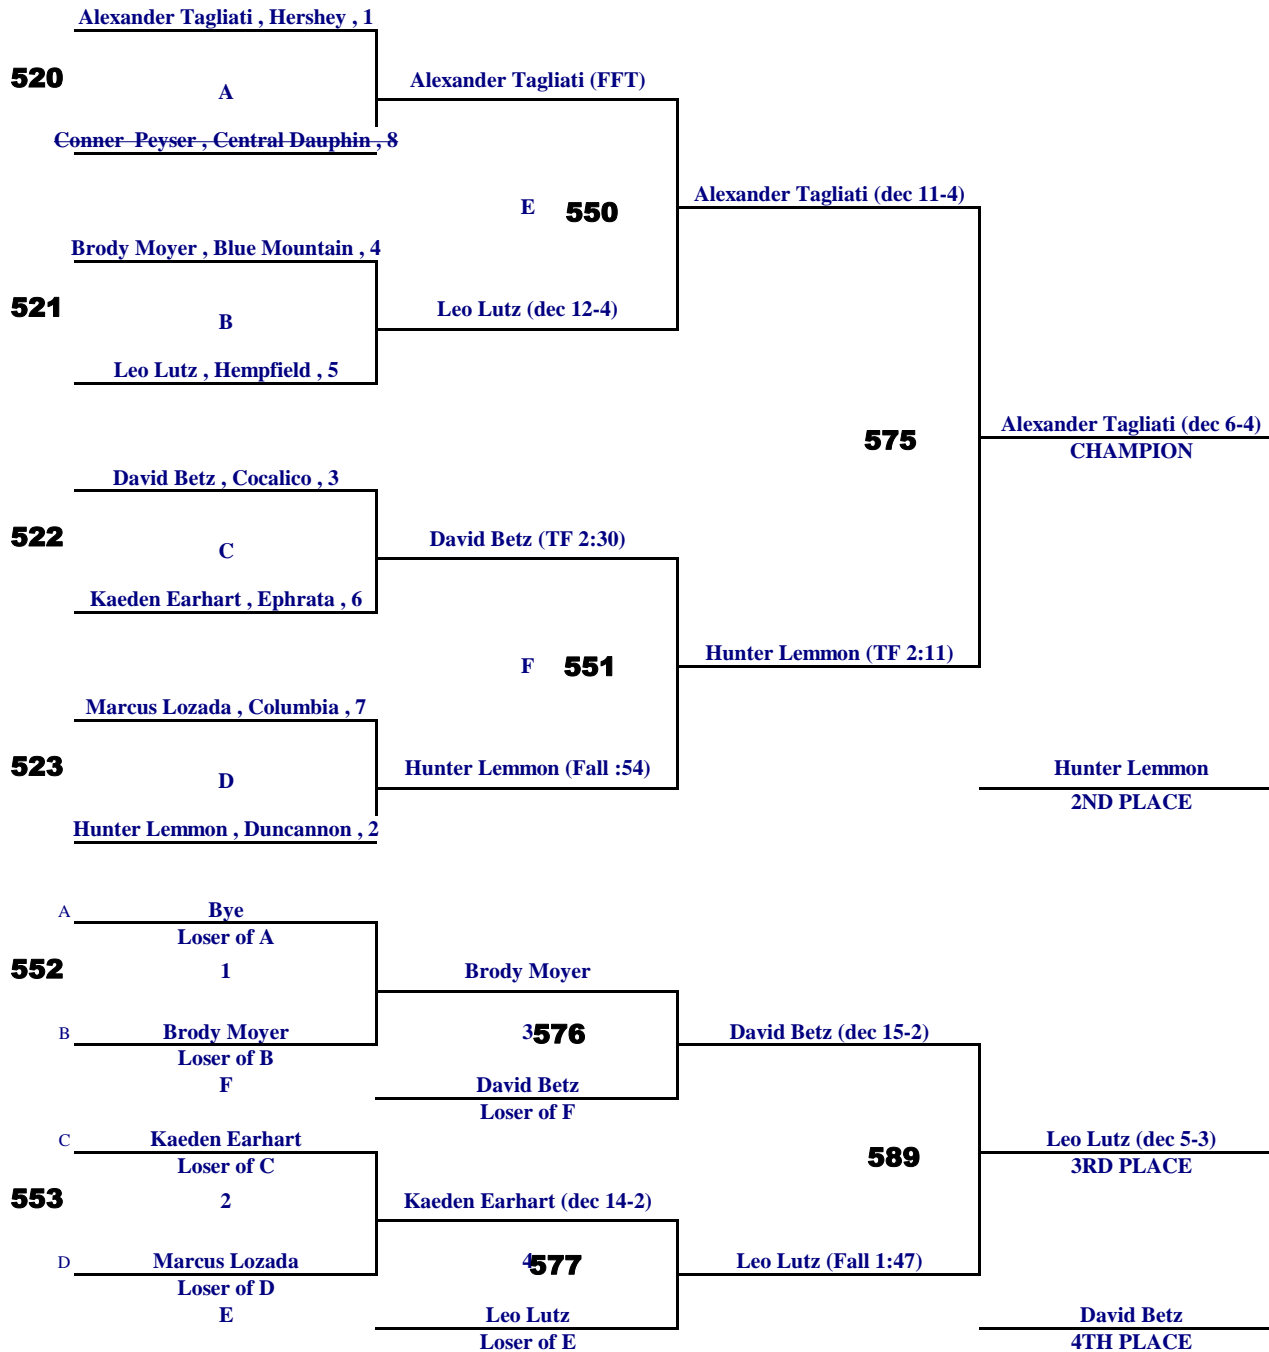 Alexander Tagliati , Hershey , 1
520
A
Alexander Tagliati (FFT)
Conner Peyser , Central Dauphin , 8
E
550
Alexander Tagliati (dec 11-4)
Brody Moyer , Blue Mountain , 4
521
B
Leo Lutz (dec 12-4)
Leo Lutz , Hempfield , 5
575
Alexander Tagliati (dec 6-4)
CHAMPION
David Betz , Cocalico , 3
522
C
David Betz (TF 2:30)
Kaeden Earhart , Ephrata , 6
F
551
Hunter Lemmon (TF 2:11)
Marcus Lozada , Columbia , 7
523
D
Hunter Lemmon (Fall :54)
Hunter Lemmon
2ND PLACE
Hunter Lemmon , Duncannon , 2
A
Bye
Loser of A
552
1
Brody Moyer
B
Brody Moyer
Loser of B
3
576
David Betz (dec 15-2)
F
David Betz
Loser of F
C
Kaeden Earhart
Loser of C
589
Leo Lutz (dec 5-3)
3RD PLACE
553
2
Kaeden Earhart (dec 14-2)
D
Marcus Lozada
Loser of D
4
577
Leo Lutz (Fall 1:47)
E
Leo Lutz
Loser of E
David Betz
4TH PLACE